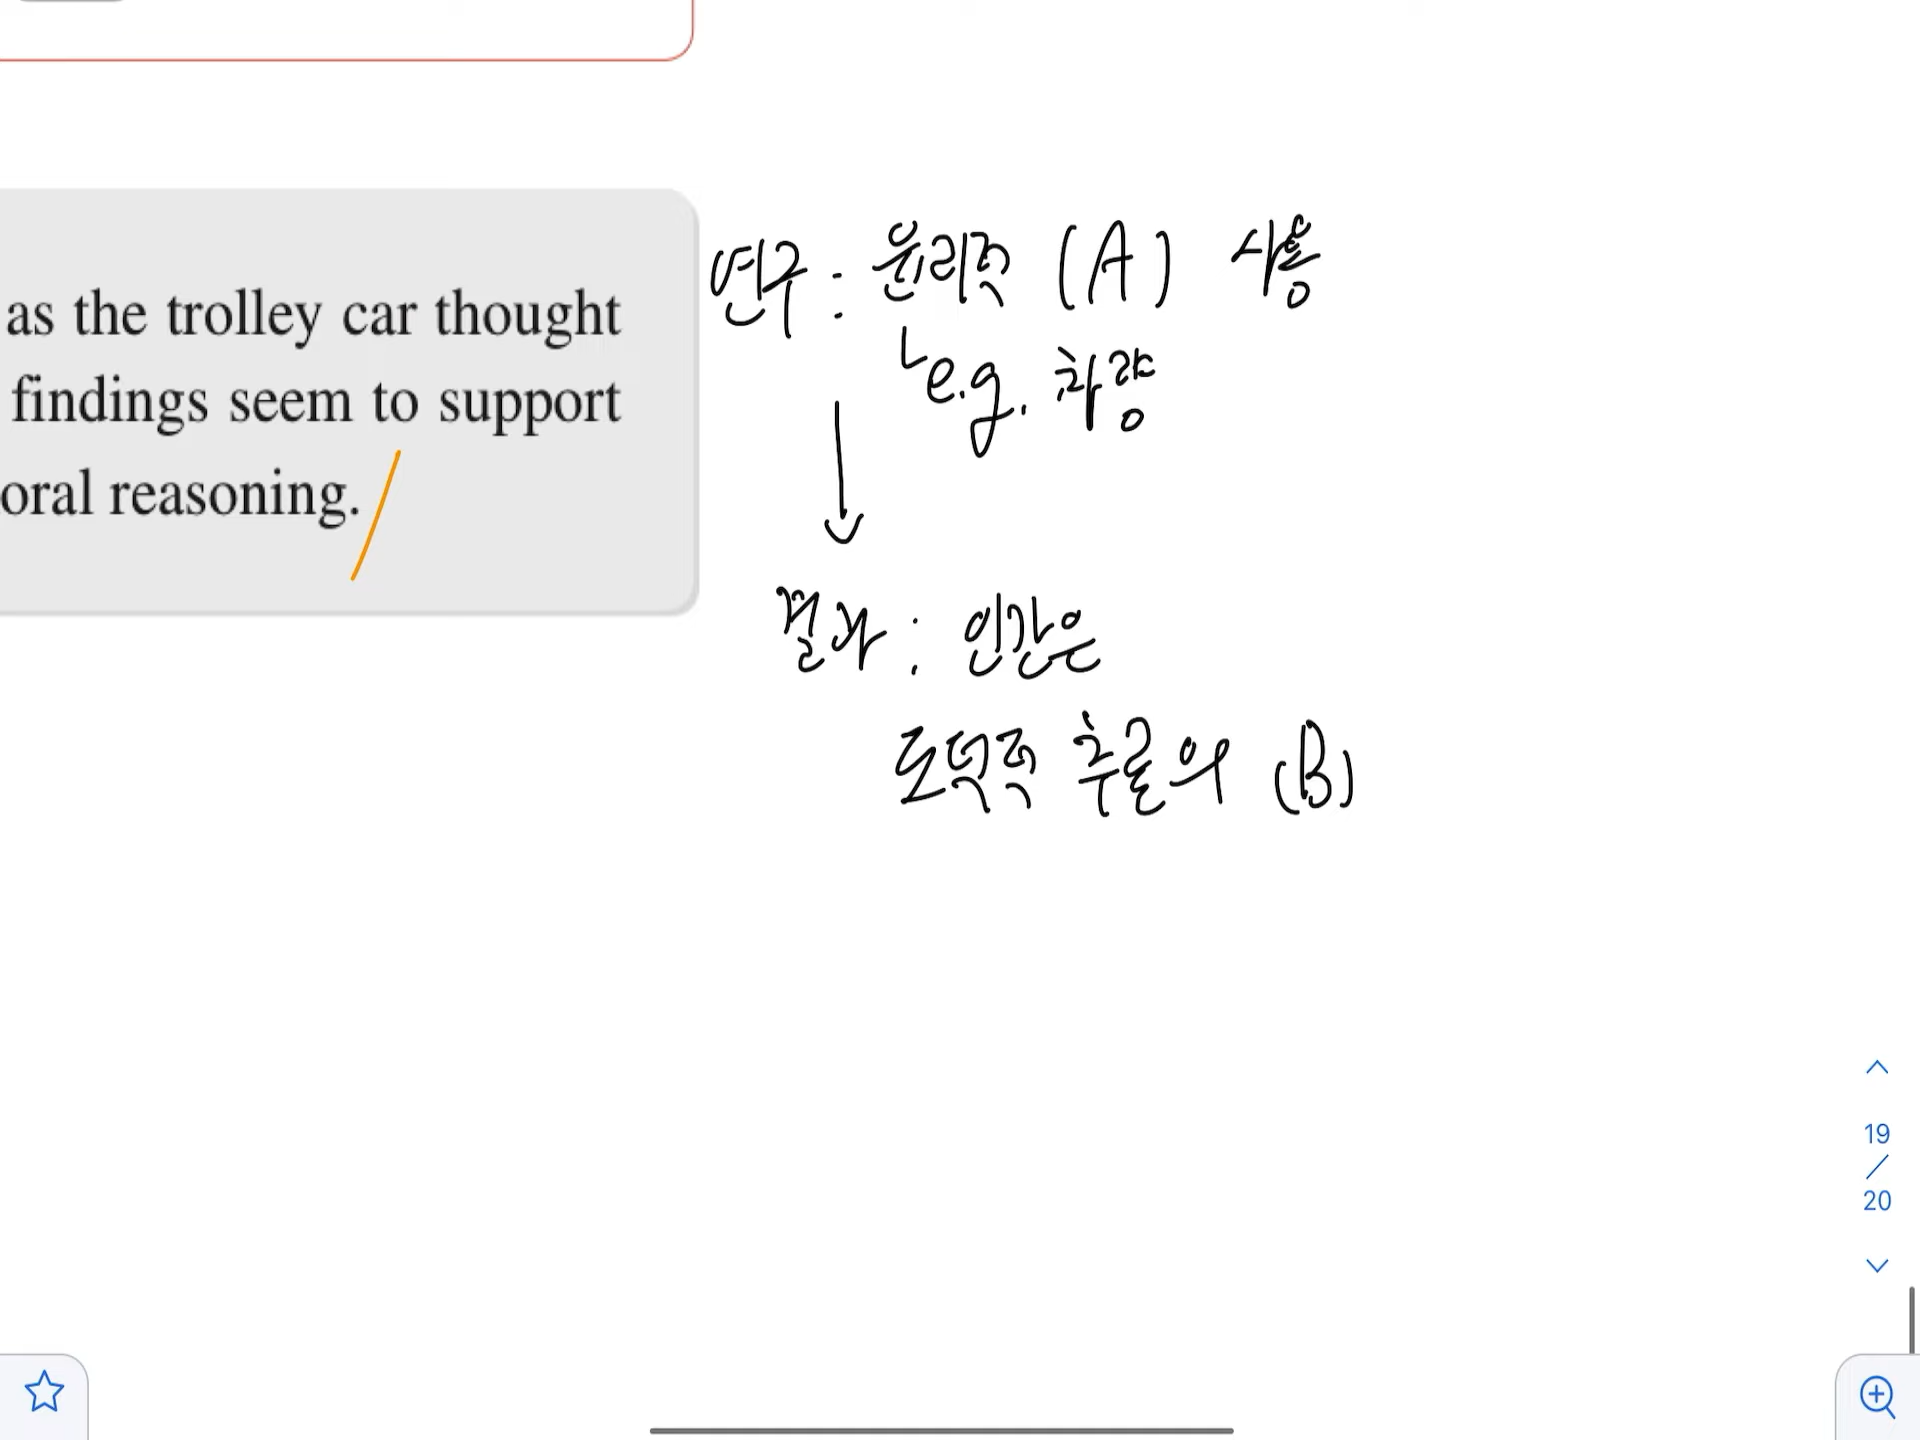 as the trolley car thought
findings seem to support
oral reasoning.
연구 : 윤리적 (A) 사용
e.g. 차량
결과 : 인간은
도덕적 추론의 (B)
19
/
20